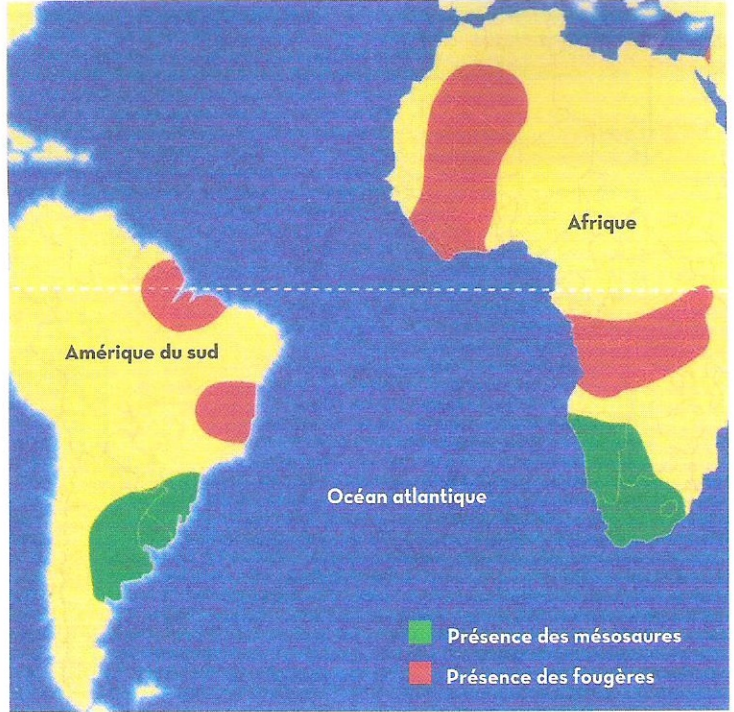 Afrique
Amérique du sud
Océan atlantique
Présence des mésosaures
Présence des fougères